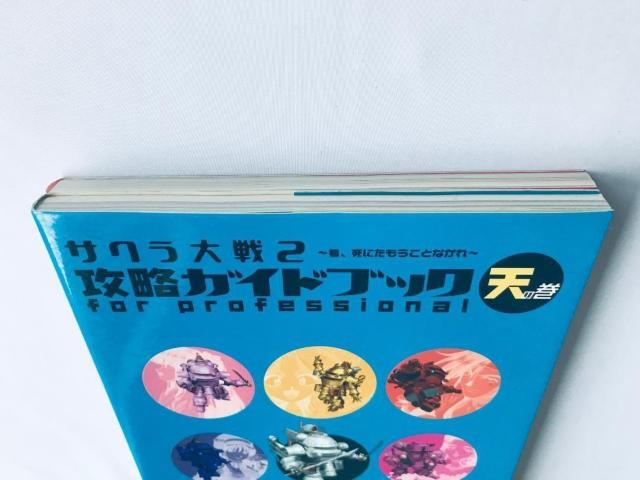 サクラ大戦2 ～君、死にたもうことなかれ～
攻略ガイドブック 天の巻
for professional